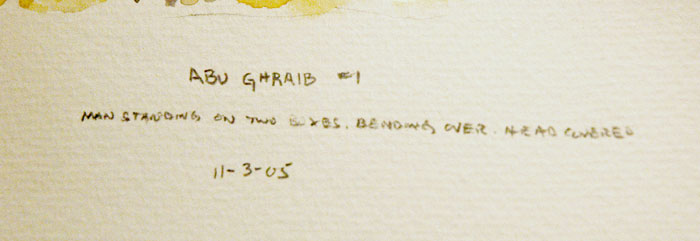 ABU GHRAIB #1
MAN STANDING ON TWO BOXES. BENDING OVER. HEAD COVERED
11-3-05